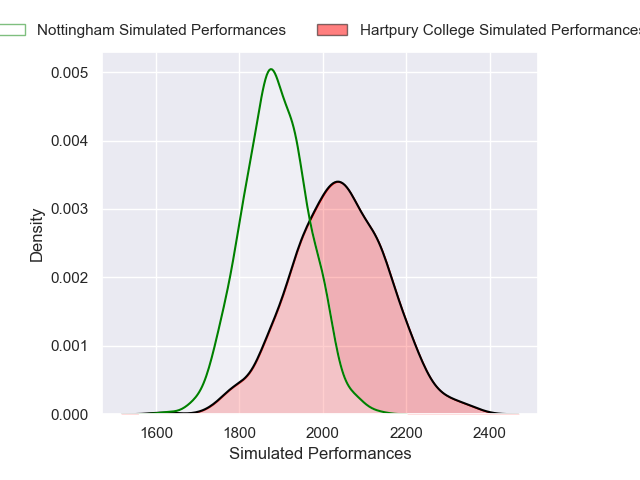 Nottingham Simulated Performances
Hartpury College Simulated Performances
0.005
0.004
0.003
0.002
0.001
0.000
Density
1600 1800 2000 2200 2400
Simulated Performances